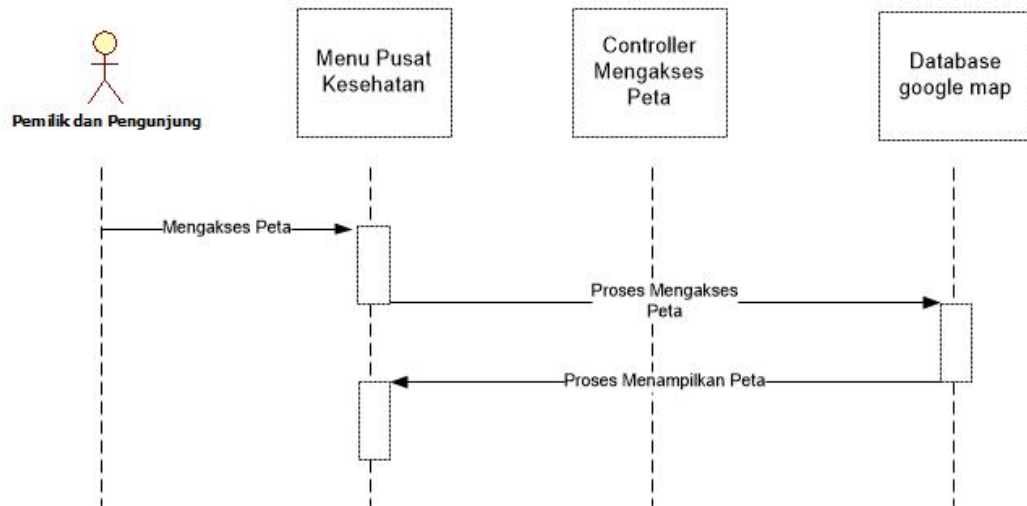 Pemilik dan Pengunjung
Menu Pusat
Kesehatan
Controller
Mengakses
Peta
Database
google map
Mengakses Peta
Proses Mengakses
Peta
Proses Menampilkan Peta